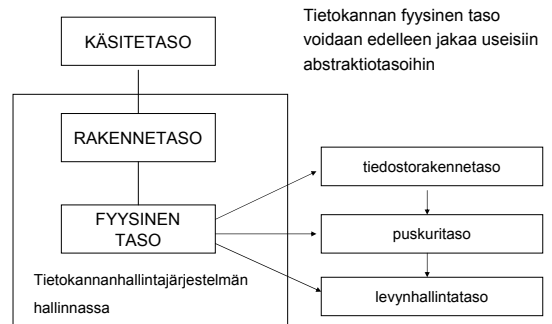 KÄSITETASO
Tietokannan fyysinen taso
voidaan edelleen jakaa useisiin
abstraktiotasoihin
RAKENNETASO
tiedostorakennetaso
FYYSINEN
TASO
puskuritaso
Tietokannanhallintajärjestelmän
hallinnassa
levynhallintataso